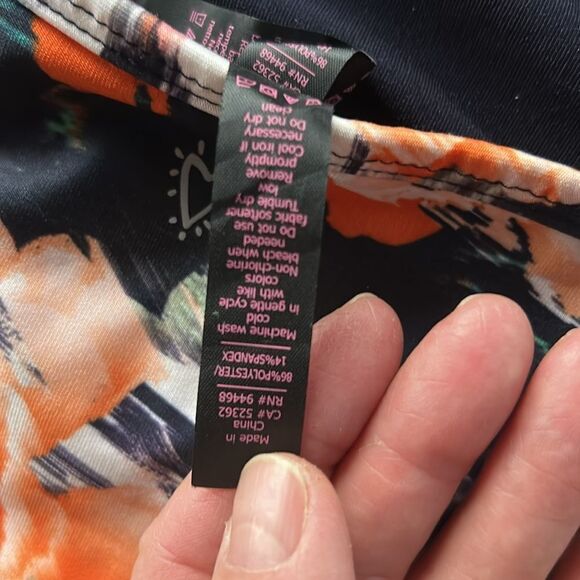 Made in
China
CA# 52362
RN# 94468
86%POLYESTER/
14%SPANDEX
Machine wash
cold
in gentle cycle
with like
colors
Non-chlorine
bleach when
needed
Do not use
fabric softener
Tumble dry
low
Remove
promptly
Cool iron if
necessary
Do not dry
clean
CA# 52362
RN# 94468